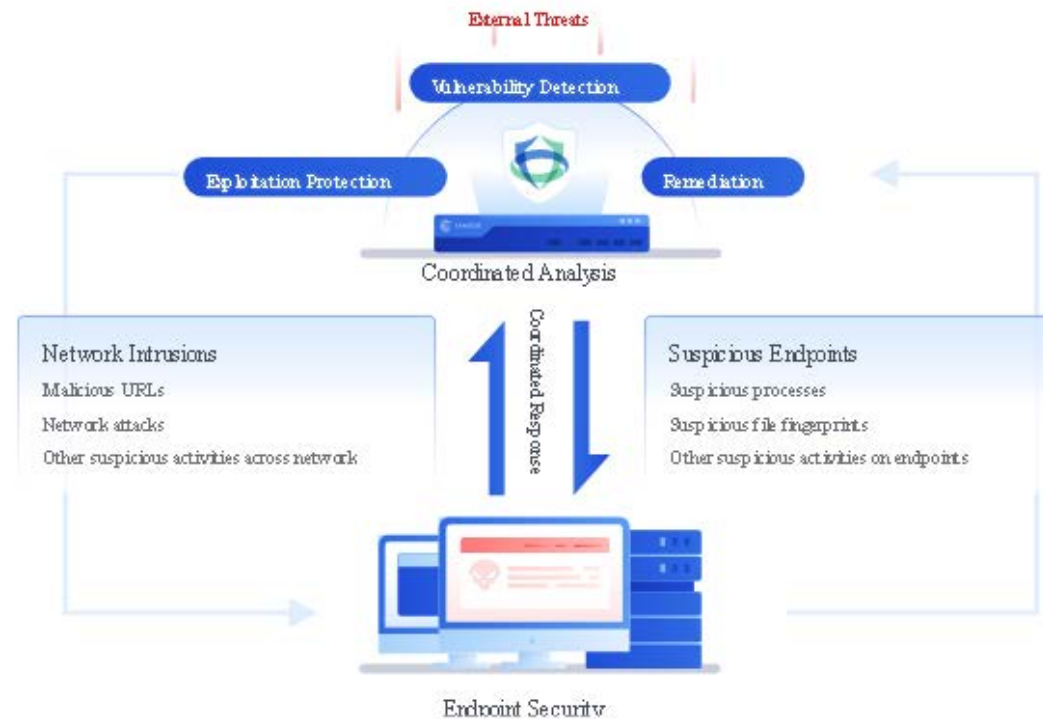 External Threats
Vulnerability Detection
Exploitation Protection
Remediation
Coordinated Analysis
Coordinated Response
Network Intrusions
Malicious URLs
Network attacks
Other suspicious activities across network
Suspicious Endpoints
Suspicious processes
Suspicious file fingerprints
Other suspicious activities on endpoints
Endpoint Security